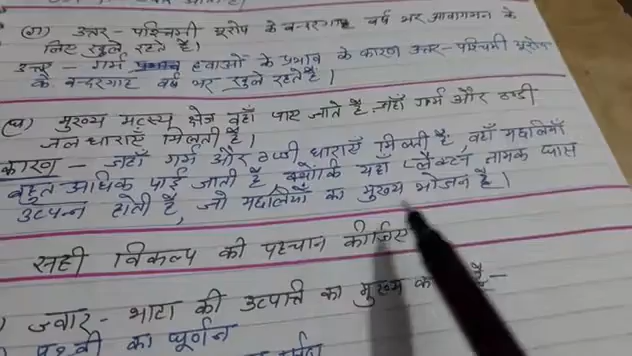 (ग) उत्तर - पश्चिमी यूरोप के बन्दरगाह वर्ष भर आवागमन के
लिए खुले रहते हैं।
उत्तर - गर्म हवाओं के प्रभाव के कारण उत्तर - पश्चिमी यूरोप
के बन्दरगाह वर्ष भर खुले रहते हैं।
(घ) मुख्य मत्स्य क्षेत्र वहाँ पाए जाते है, जहाँ गर्म और ठण्डी
जल धाराएँ मिलती है।
कारण - जहाँ गर्म और ठण्डी धाराएँ मिलती है, वहाँ मछलियाँ
बहुत अधिक पाई जाती है क्योंकि यहाँ प्लैंक्टन नामक घास
उत्पन्न होती है, जो मछलियों का मुख्य भोजन है।
सही विकल्प की पहचान कीजिए
ज्वार - भाटा की उत्पत्ति का मुख्य है -
पृथ्वी का घूर्णन